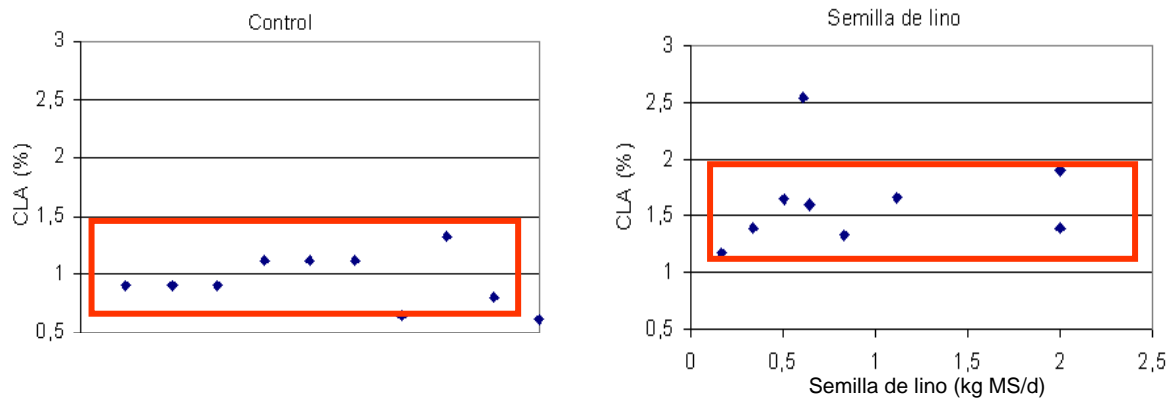 Control
3
2,5
2
1,5
1
0,5
CLA (%)
Semilla de lino
3
2,5
2
1,5
1
0,5
CLA (%)
0 0,5 1 1,5 2 2,5
Semilla de lino (kg MS/d)